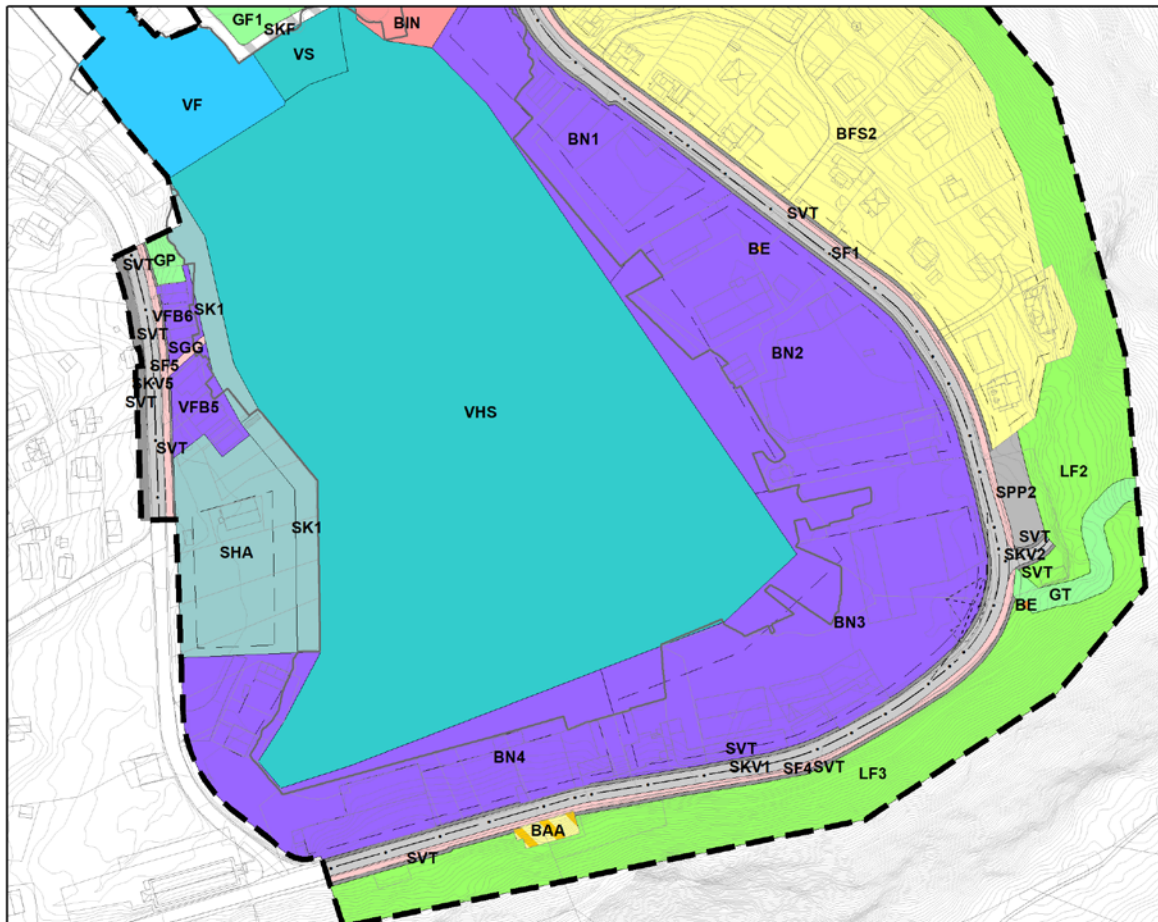 GF1
BIN
SKF
VS
VF
BN1
BFS2
SVT
BE
SF1
SVT
GP
SK1
VFB6
SVT
SGG
SF5
SKV5
SVT
VFB5
BN2
VHS
SVT
LF2
SPP2
SK1
SHA
SVT
SKV2
SVT
GT
BE
BN3
SVT
BN4
SKV1
SF4
SVT
LF3
BAA
SVT